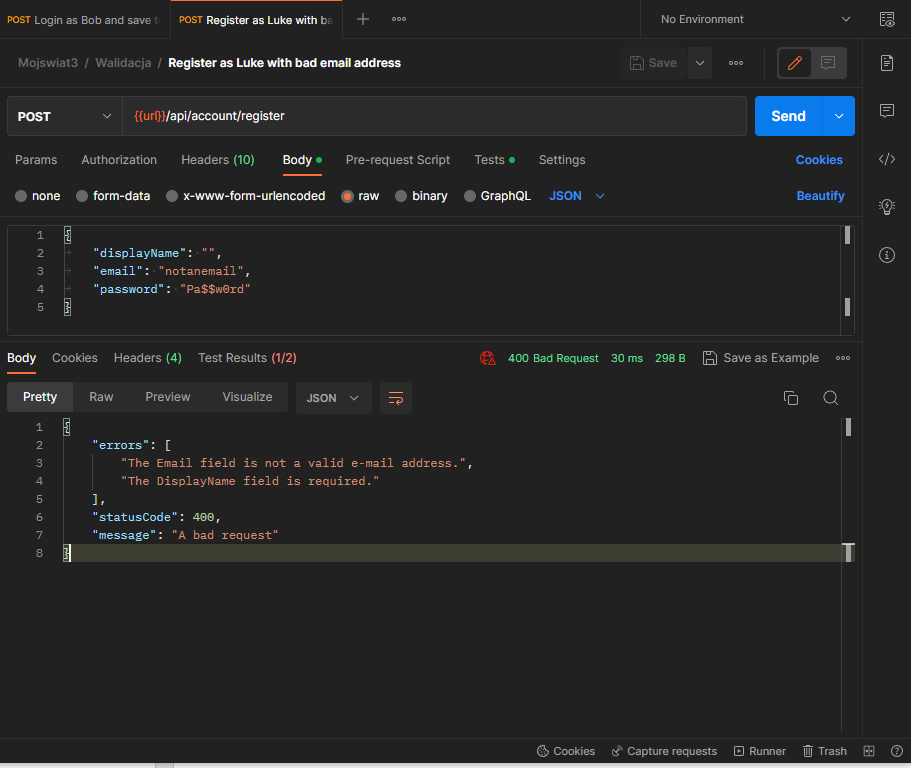 POST Login as Bob and save t
POST Register as Luke with ba
No Environment
Mojswiat3 / Walidacja / Register as Luke with bad email address
Save
POST
{{url}}/api/account/register
Send
Params Authorization Headers (10) Body Pre-request Script Tests Settings Cookies
none form-data x-www-form-urlencoded raw binary GraphQL JSON Beautify
1 {
2 "displayName": "",
3 "email": "notanemail",
4 "password": "Pa$$w0rd"
5 }
Body Cookies Headers (4) Test Results (1/2) 400 Bad Request 30 ms 298 B Save as Example
Pretty Raw Preview Visualize JSON
1 {
2 "errors": [
3 "The Email field is not a valid e-mail address.",
4 "The DisplayName field is required."
5 ],
6 "statusCode": 400,
7 "message": "A bad request"
8 }
Cookies Capture requests Runner Trash